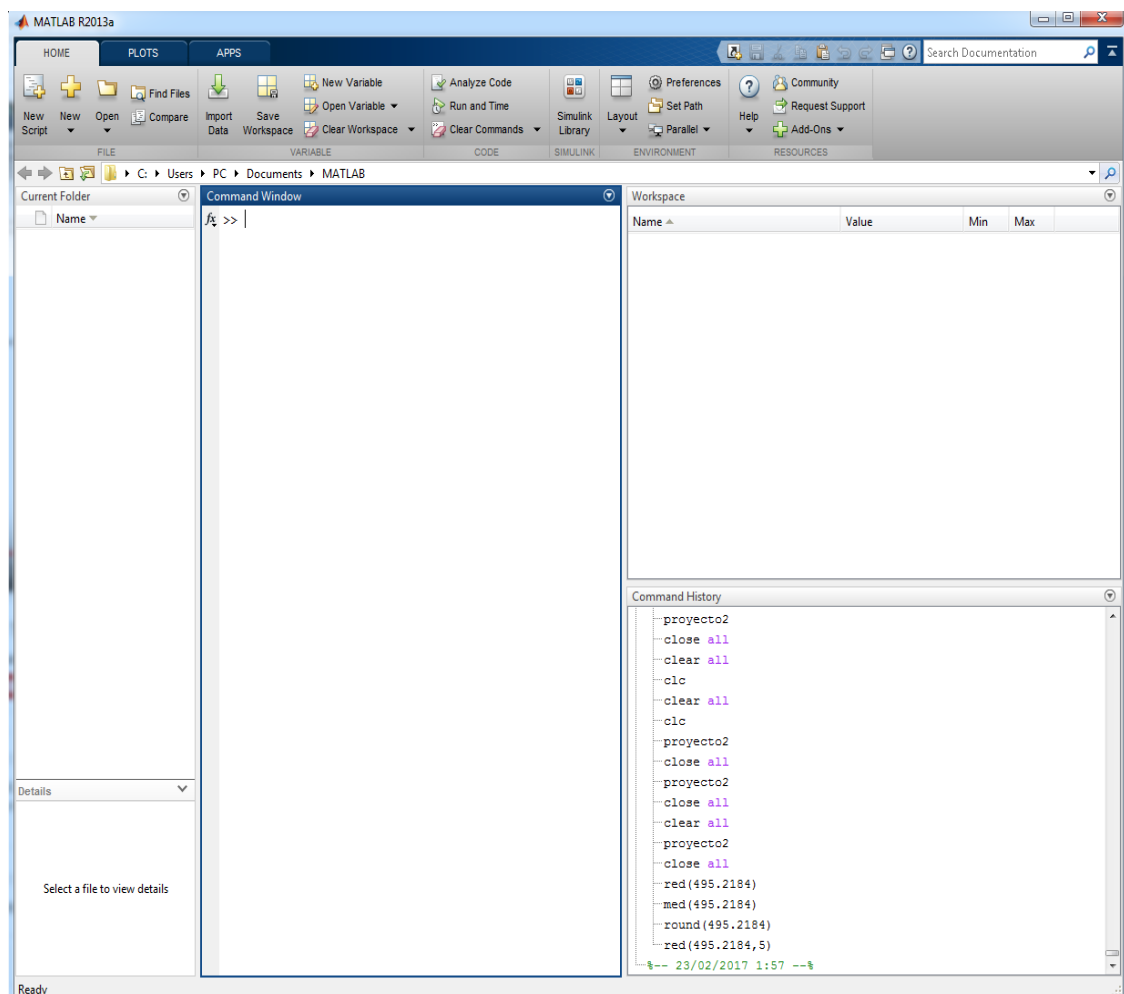 MATLAB R2013a
HOME PLOTS APPS Search Documentation
New Script
New
Open
Find Files
Compare
FILE
Import Data
Save Workspace
New Variable
Open Variable
Clear Workspace
VARIABLE
Analyze Code
Run and Time
Clear Commands
CODE
Simulink Library
SIMULINK
Layout
Preferences
Set Path
Parallel
ENVIRONMENT
Help
Community
Request Support
Add-Ons
RESOURCES
C: Users PC Documents MATLAB
Current Folder
Name
Details
Select a file to view details
Command Window
fx >>
Workspace
Name Value Min Max
Command History
proyecto2
close all
clear all
clc
clear all
clc
proyecto2
close all
proyecto2
close all
clear all
proyecto2
close all
red(495.2184)
med(495.2184)
round(495.2184)
red(495.2184,5)
%-- 23/02/2017 1:57 --%
Ready